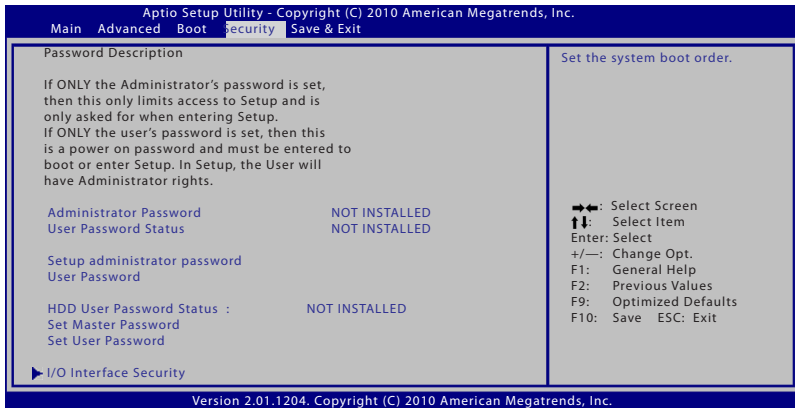 Aptio Setup Utility - Copyright (C) 2010 American Megatrends, Inc.
Main Advanced Boot Security Save & Exit
Password Description
If ONLY the Administrator's password is set,
then this only limits access to Setup and is
only asked for when entering Setup.
If ONLY the user's password is set, then this
is a power on password and must be entered to
boot or enter Setup. In Setup, the User will
have Administrator rights.
Administrator Password NOT INSTALLED
User Password Status NOT INSTALLED
Setup administrator password
User Password
HDD User Password Status : NOT INSTALLED
Set Master Password
Set User Password
I/O Interface Security
Set the system boot order.
→←: Select Screen
↑↓: Select Item
Enter: Select
+/—: Change Opt.
F1: General Help
F2: Previous Values
F9: Optimized Defaults
F10: Save ESC: Exit
Version 2.01.1204. Copyright (C) 2010 American Megatrends, Inc.